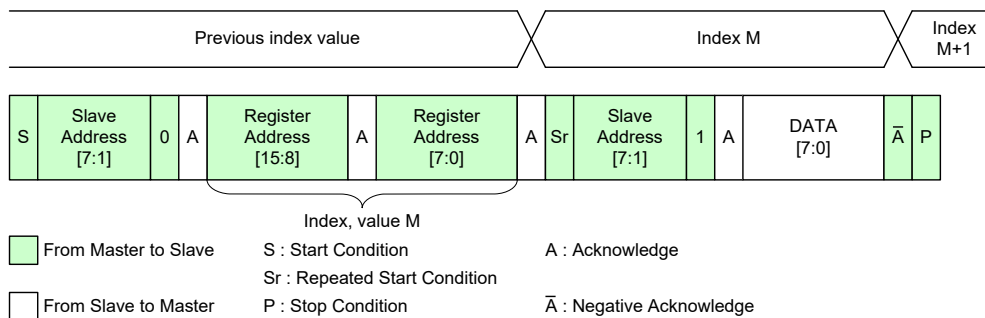 Previous index value
Index M
Index
M+1
S
Slave
Address
[7:1]
0
A
Register
Address
[15:8]
A
Register
Address
[7:0]
A
Sr
Slave
Address
[7:1]
1
A
DATA
[7:0]
A̅
P
Index, value M
From Master to Slave
S : Start Condition
A : Acknowledge
Sr : Repeated Start Condition
From Slave to Master
P : Stop Condition
A̅ : Negative Acknowledge